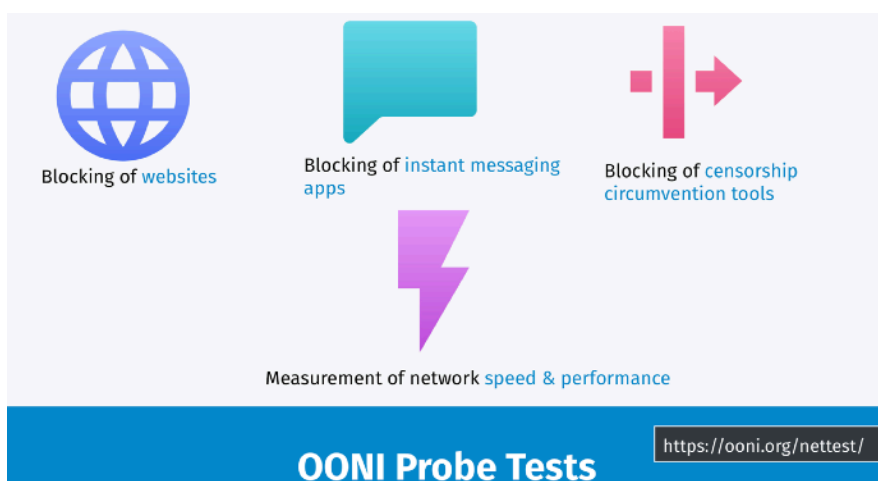 Blocking of websites
Blocking of instant messaging
apps
Blocking of censorship
circumvention tools
Measurement of network speed & performance
OONI Probe Tests
https://ooni.org/nettest/